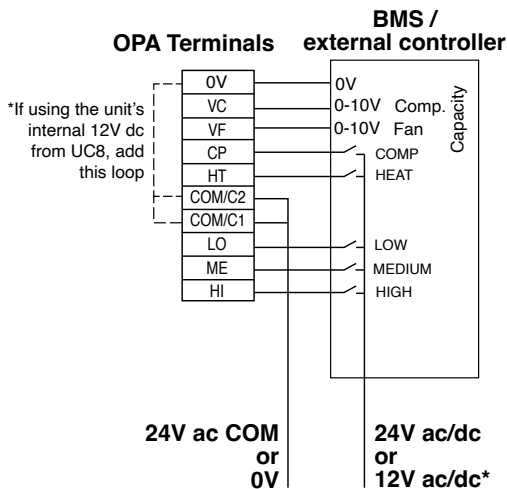 OPA Terminals
BMS /
external controller
*If using the unit's
internal 12V dc
from UC8, add
this loop
0V
VC
VF
CP
HT
COM/C2
COM/C1
LO
ME
HI
0V
0-10V Comp.
0-10V Fan
Capacity
COMP
HEAT
LOW
MEDIUM
HIGH
24V ac COM
or
0V
24V ac/dc
or
12V ac/dc*